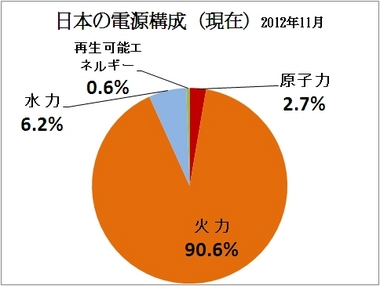 日本の電源構成（現在）2012年11月
再生可能エ
ネルギー
0.6%
原子力
2.7%
水力
6.2%
火力
90.6%